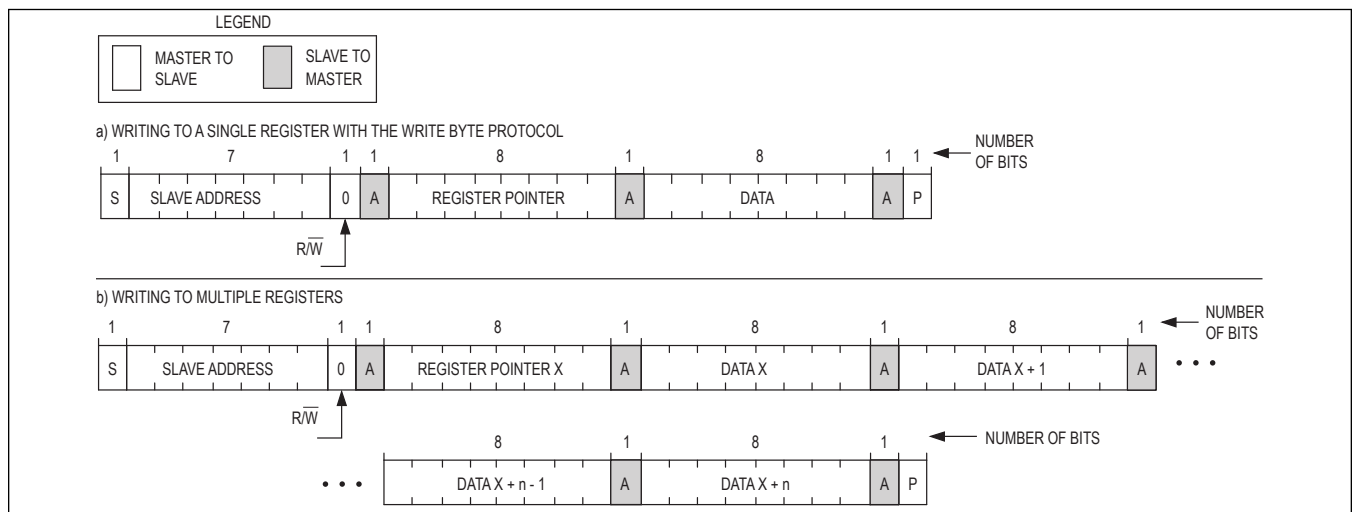 LEGEND
MASTER TO SLAVE TO
SLAVE MASTER
a) WRITING TO A SINGLE REGISTER WITH THE WRITE BYTE PROTOCOL
1 7 1 1 8 1 8 1 1 NUMBER
OF BITS
S SLAVE ADDRESS 0 A REGISTER POINTER A DATA A P
R/W̅
b) WRITING TO MULTIPLE REGISTERS
1 7 1 1 8 1 8 1 8 1 NUMBER
OF BITS
S SLAVE ADDRESS 0 A REGISTER POINTER X A DATA X A DATA X + 1 A • • •
R/W̅
8 1 8 1 NUMBER OF BITS
• • • DATA X + n - 1 A DATA X + n A P